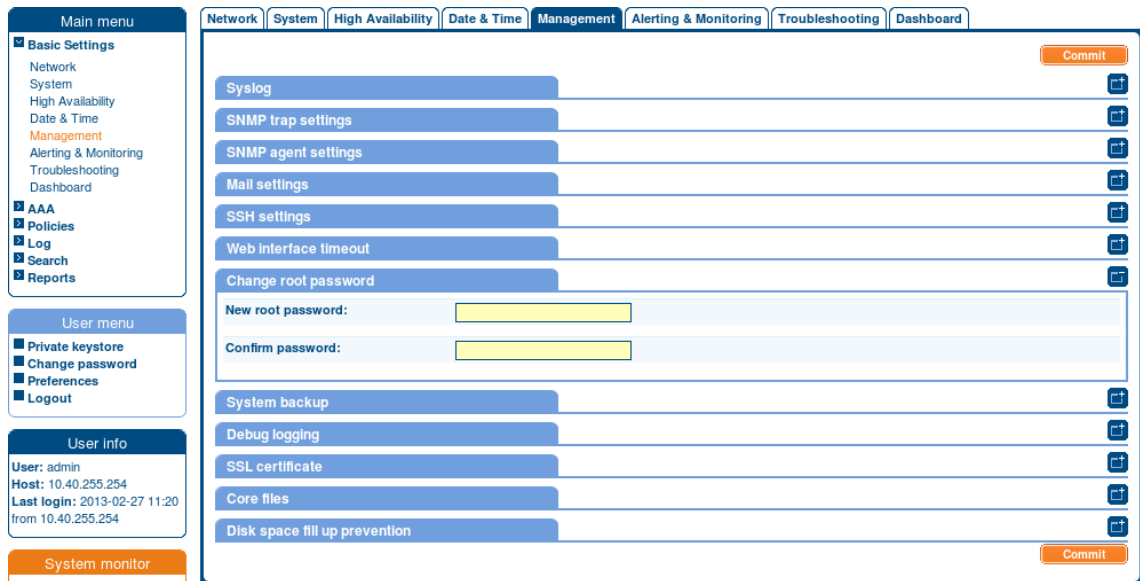 Main menu
Basic Settings
Network
System
High Availability
Date & Time
Management
Alerting & Monitoring
Troubleshooting
Dashboard
AAA
Policies
Log
Search
Reports
User menu
Private keystore
Change password
Preferences
Logout
User info
User: admin
Host: 10.40.255.254
Last login: 2013-02-27 11:20
from 10.40.255.254
System monitor
Network System High Availability Date & Time Management Alerting & Monitoring Troubleshooting Dashboard
Commit
Syslog
SNMP trap settings
SNMP agent settings
Mail settings
SSH settings
Web interface timeout
Change root password
New root password:
Confirm password:
System backup
Debug logging
SSL certificate
Core files
Disk space fill up prevention
Commit